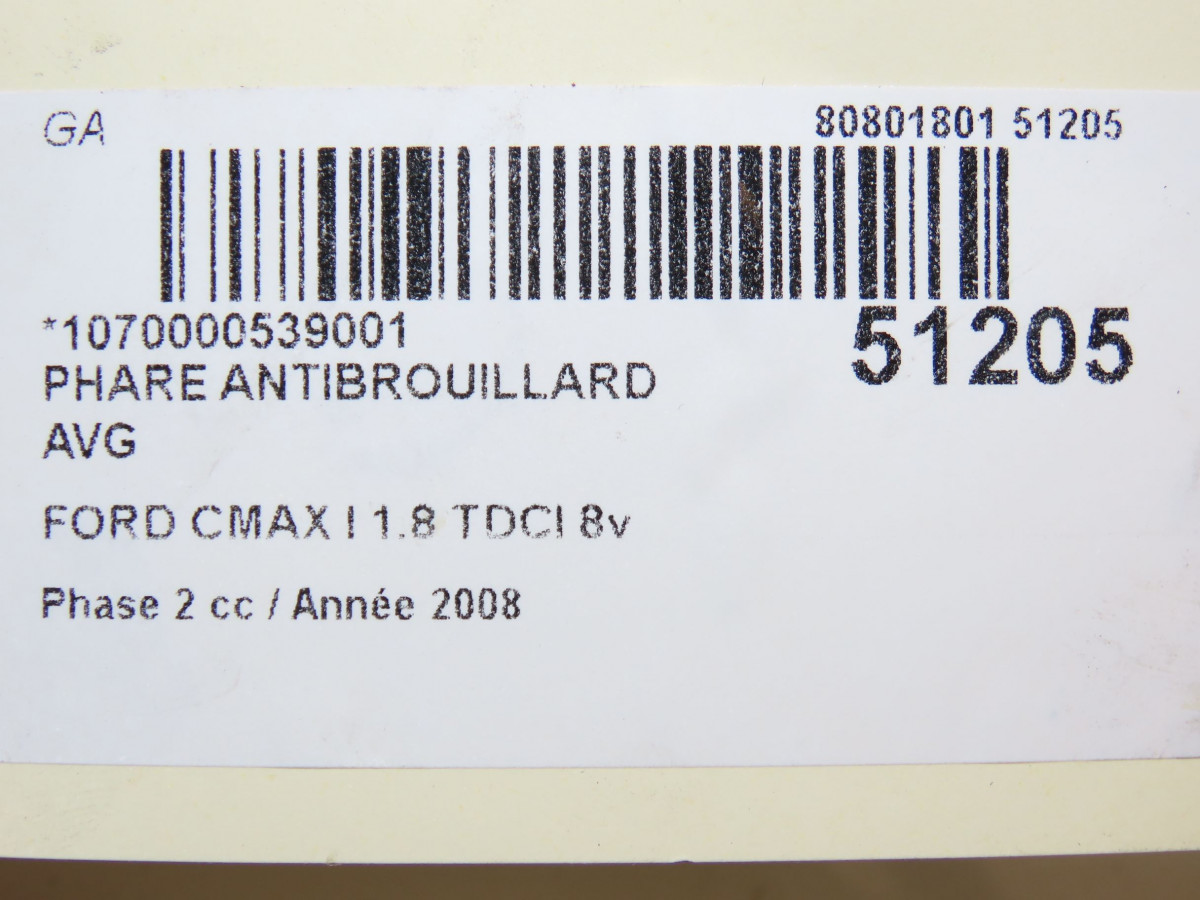 GA
80801801 51205
*1070000539001
51205
PHARE ANTIBROUILLARD
AVG
FORD CMAX I 1.8 TDCI 8v
Phase 2 cc / Année 2008